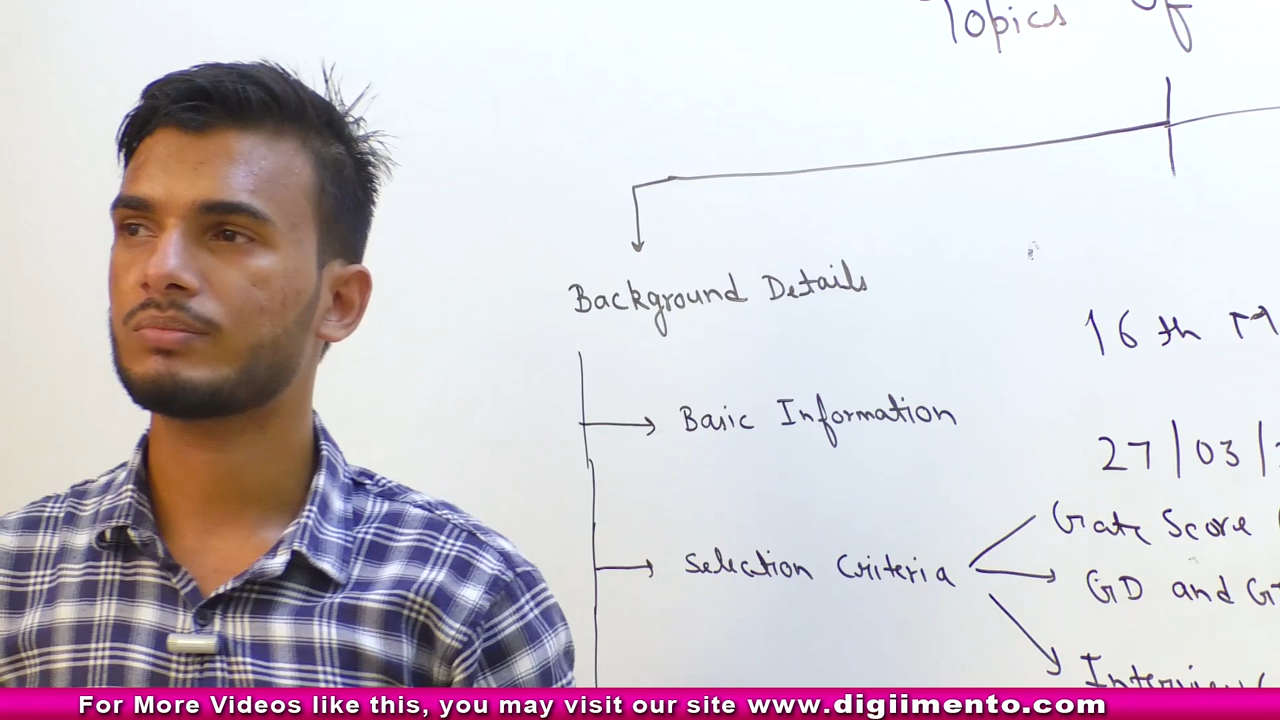 Topics of
Background Details
16 th
Basic Information
27/03/
Gate Score
Selection Criteria
GD and
Interview
For More Videos like this, you may visit our site www.digiimento.com